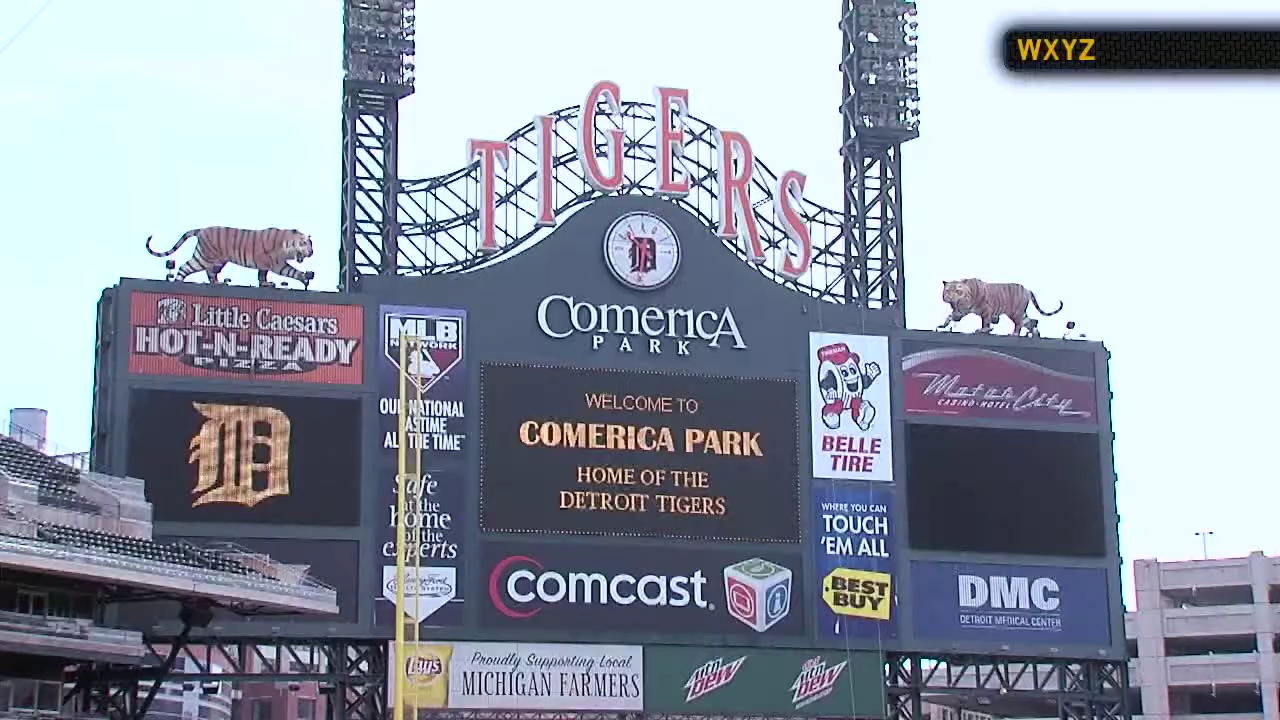 WXYZ
TIGERS
D
COMERICA
PARK
Little Caesars
HOT-N-READY
PIZZA
MLB
NETWORK
OUR NATIONAL
PASTIME
ALL THE TIME
Safe
at the
home
of the
experts
WELCOME TO
COMERICA PARK
HOME OF THE
DETROIT TIGERS
D
BELLE
TIRE
MotorCity
CASINO·HOTEL
WHERE YOU CAN
TOUCH
'EM ALL
BEST
BUY
comcast.
DMC
DETROIT MEDICAL CENTER
Lay's
Proudly Supporting Local
MICHIGAN FARMERS
mtn
DEW
mtn
DEW